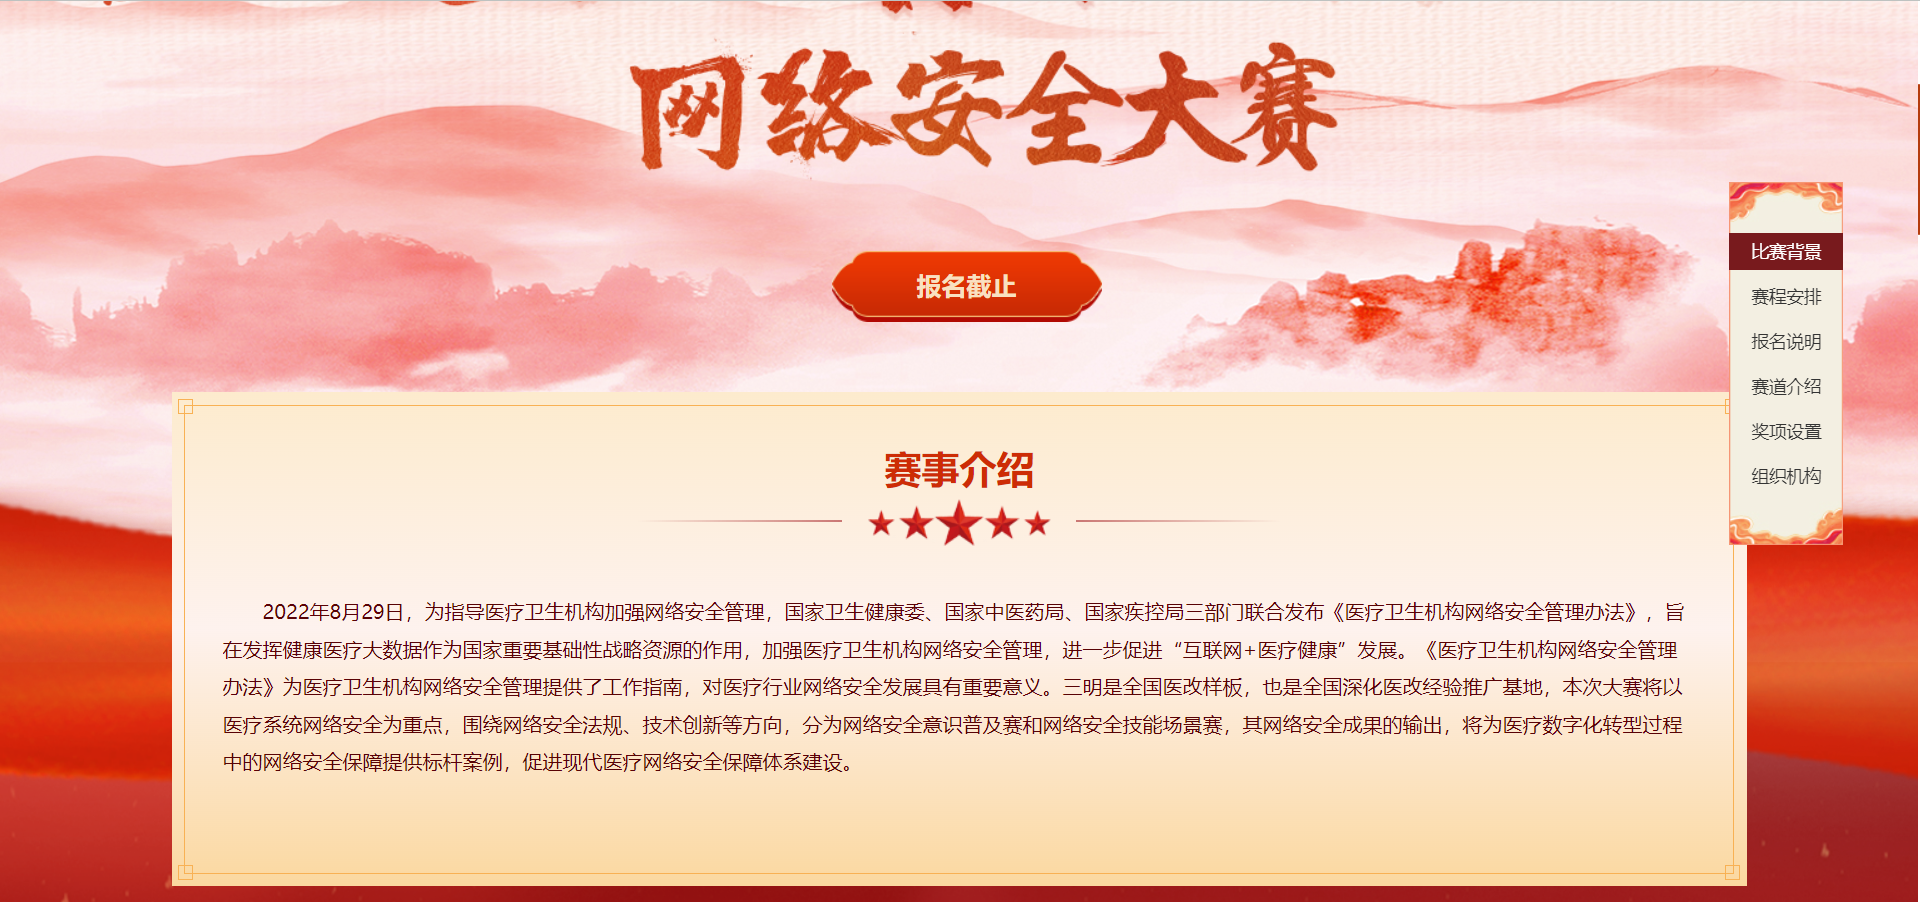 网络安全大赛
报名截止
比赛背景
赛程安排
报名说明
赛道介绍
奖项设置
组织机构
赛事介绍
2022年8月29日，为指导医疗卫生机构加强网络安全管理，国家卫生健康委、国家中医药局、国家疾控局三部门联合发布《医疗卫生机构网络安全管理办法》，旨
在发挥健康医疗大数据作为国家重要基础性战略资源的作用，加强医疗卫生机构网络安全管理，进一步促进“互联网+医疗健康”发展。《医疗卫生机构网络安全管理
办法》为医疗卫生机构网络安全管理提供了工作指南，对医疗行业网络安全发展具有重要意义。三明是全国医改样板，也是全国深化医改经验推广基地，本次大赛将以
医疗系统网络安全为重点，围绕网络安全法规、技术创新等方向，分为网络安全意识普及赛和网络安全技能场景赛，其网络安全成果的输出，将为医疗数字化转型过程
中的网络安全保障提供标杆案例，促进现代医疗网络安全保障体系建设。